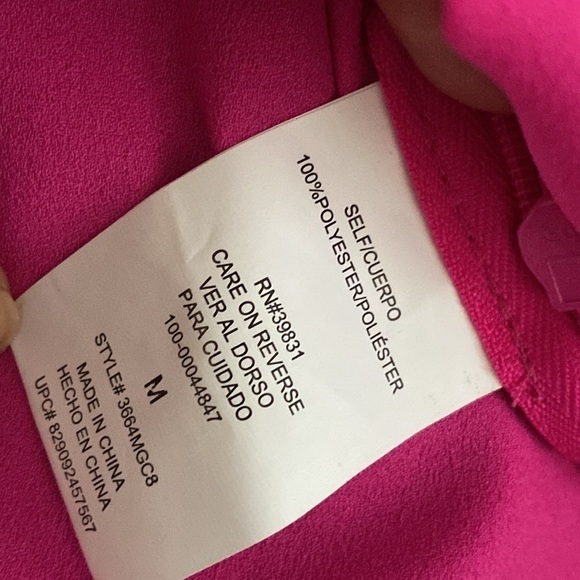 SELF/CUERPO
100%POLYESTER/POLIÉSTER
RN#39831
CARE ON REVERSE
VER AL DORSO
PARA CUIDADO
100-00044847
M
STYLE# 3664MGC8
MADE IN CHINA
HECHO EN CHINA
UPC# 829092457567